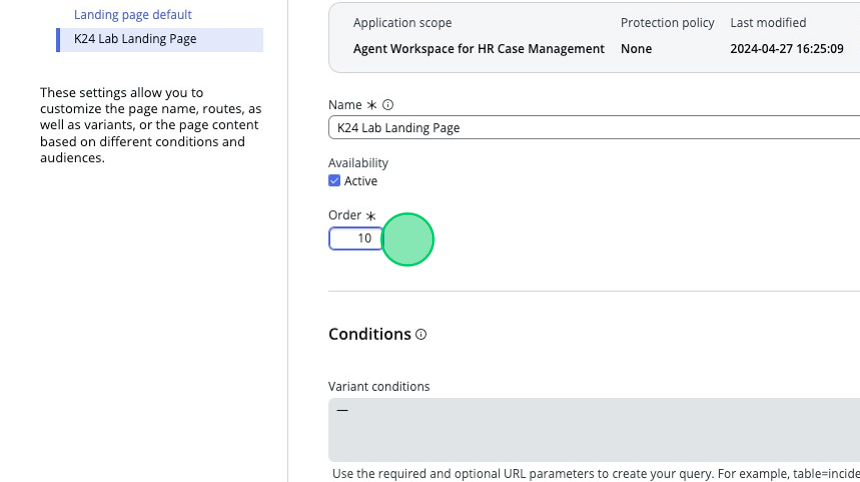 Landing page default
K24 Lab Landing Page
These settings allow you to
customize the page name, routes, as
well as variants, or the page content
based on different conditions and
audiences.
Application scope
Agent Workspace for HR Case Management
Protection policy
None
Last modified
2024-04-27 16:25:09
Name *
K24 Lab Landing Page
Availability
Active
Order *
10
Conditions
Variant conditions
—
Use the required and optional URL parameters to create your query. For example, table=incide